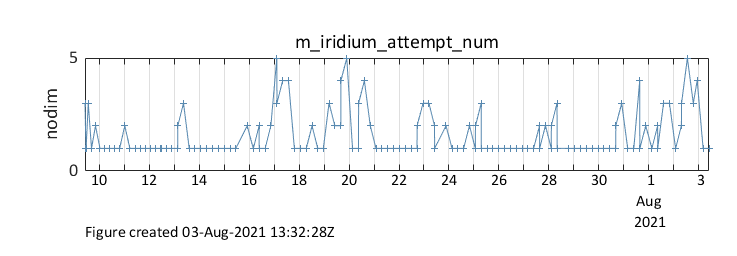 m_iridium_attempt_num
5
nodim
0
10 12 14 16 18 20 22 24 26 28 30 1 3
Aug
2021
Figure created 03-Aug-2021 13:32:28Z